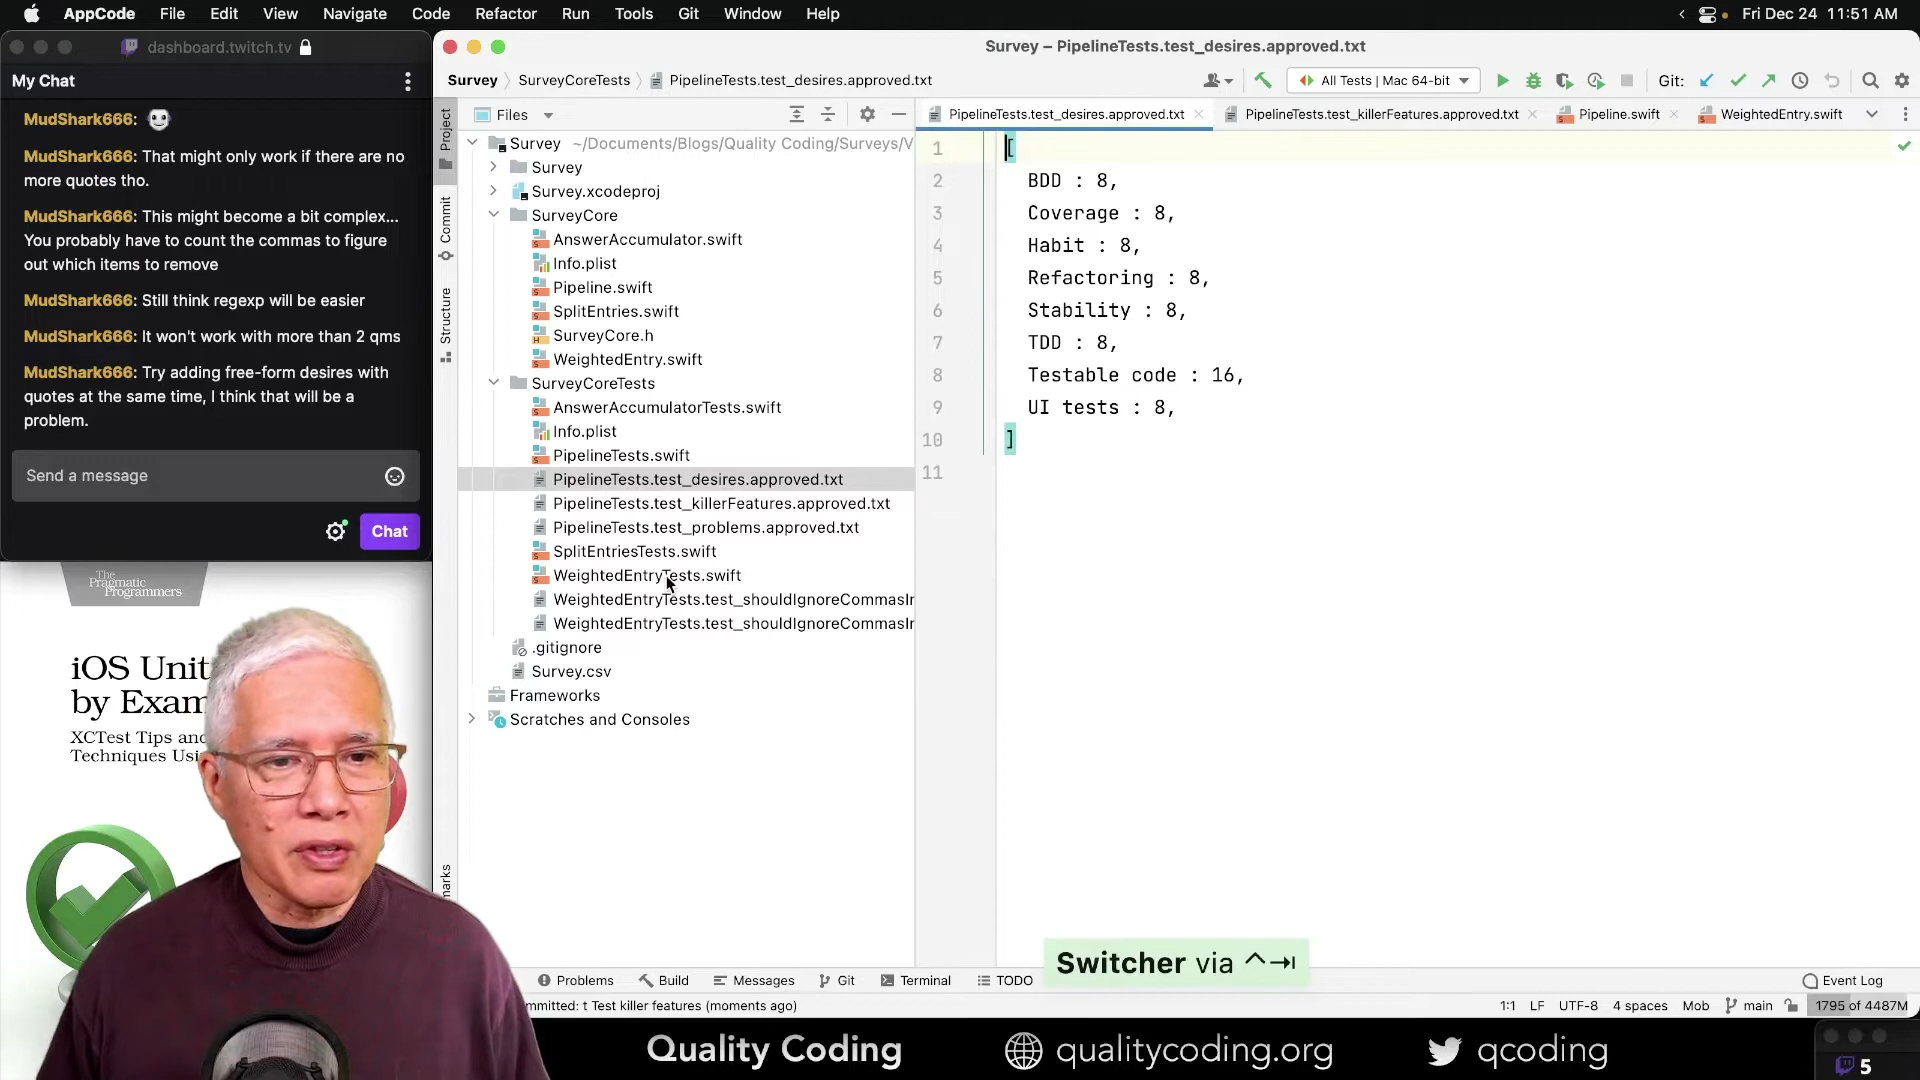 AppCode File Edit View Navigate Code Refactor Run Tools Git Window Help Fri Dec 24 11:51 AM
dashboard.twitch.tv
My Chat
MudShark666:
MudShark666: That might only work if there are no
more quotes tho.
MudShark666: This might become a bit complex...
You probably have to count the commas to figure
out which items to remove
MudShark666: Still think regexp will be easier
MudShark666: It won't work with more than 2 qms
MudShark666: Try adding free-form desires with
quotes at the same time, I think that will be a
problem.
Send a message
Chat
The
Pragmatic
Programmers
iOS Unit
by Exam
XCTest Tips and
Techniques Usi
Survey – PipelineTests.test_desires.approved.txt
Survey SurveyCoreTests PipelineTests.test_desires.approved.txt
All Tests | Mac 64-bit
Git:
Project
Commit
Structure
marks
Files
Survey ~/Documents/Blogs/Quality Coding/Surveys/V
Survey
Survey.xcodeproj
SurveyCore
AnswerAccumulator.swift
Info.plist
Pipeline.swift
SplitEntries.swift
SurveyCore.h
WeightedEntry.swift
SurveyCoreTests
AnswerAccumulatorTests.swift
Info.plist
PipelineTests.swift
PipelineTests.test_desires.approved.txt
PipelineTests.test_killerFeatures.approved.txt
PipelineTests.test_problems.approved.txt
SplitEntriesTests.swift
WeightedEntryTests.swift
WeightedEntryTests.test_shouldIgnoreCommasIn
WeightedEntryTests.test_shouldIgnoreCommasIn
.gitignore
Survey.csv
Frameworks
Scratches and Consoles
PipelineTests.test_desires.approved.txt PipelineTests.test_killerFeatures.approved.txt Pipeline.swift WeightedEntry.swift
1 [
2 BDD : 8,
3 Coverage : 8,
4 Habit : 8,
5 Refactoring : 8,
6 Stability : 8,
7 TDD : 8,
8 Testable code : 16,
9 UI tests : 8,
10 ]
11
Switcher via ^⇥
Problems Build Messages Git Terminal TODO Event Log
mmitted: t Test killer features (moments ago)
1:1 LF UTF-8 4 spaces Mob main 1795 of 4487M
Quality Coding qualitycoding.org qcoding
5